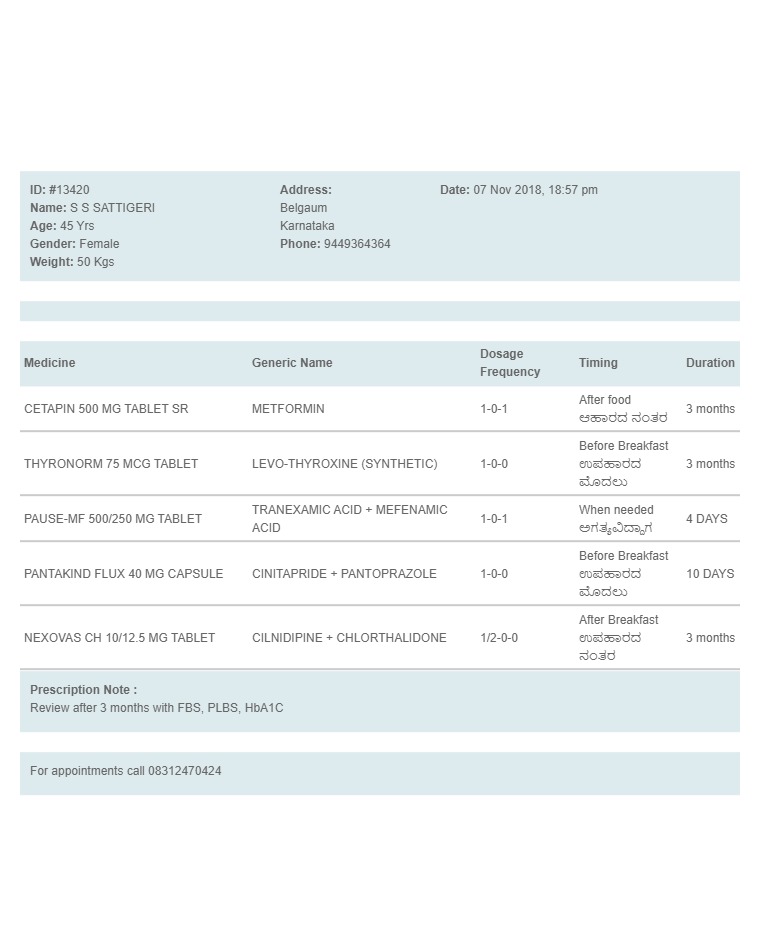 ID: #13420
Name: S S SATTIGERI
Age: 45 Yrs
Gender: Female
Weight: 50 Kgs
Address:
Belgaum
Karnataka
Phone: 9449364364
Date: 07 Nov 2018, 18:57 pm
Medicine Generic Name Dosage Frequency Timing Duration
CETAPIN 500 MG TABLET SR METFORMIN 1-0-1 After food 3 months
ಆಹಾರದ ನಂತರ
THYRONORM 75 MCG TABLET LEVO-THYROXINE (SYNTHETIC) 1-0-0 Before Breakfast 3 months
ಉಪಹಾರದ
ಮೊದಲು
PAUSE-MF 500/250 MG TABLET TRANEXAMIC ACID + MEFENAMIC ACID 1-0-1 When needed 4 DAYS
ಅಗತ್ಯವಿದ್ದಾಗ
PANTAKIND FLUX 40 MG CAPSULE CINITAPRIDE + PANTOPRAZOLE 1-0-0 Before Breakfast 10 DAYS
ಉಪಹಾರದ
ಮೊದಲು
NEXOVAS CH 10/12.5 MG TABLET CILNIDIPINE + CHLORTHALIDONE 1/2-0-0 After Breakfast 3 months
ಉಪಹಾರದ
ನಂತರ
Prescription Note :
Review after 3 months with FBS, PLBS, HbA1C
For appointments call 08312470424